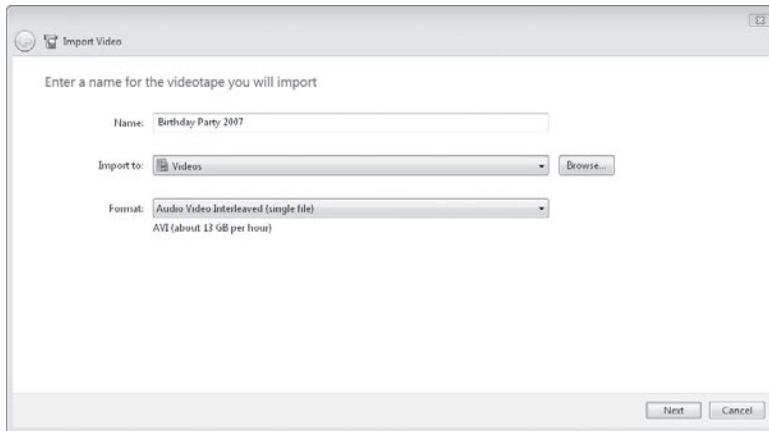 Import Video
Enter a name for the videotape you will import
Name: Birthday Party 2007
Import to: Videos Browse...
Format: Audio Video Interleaved (single file)
AVI (about 13 GB per hour)
Next Cancel